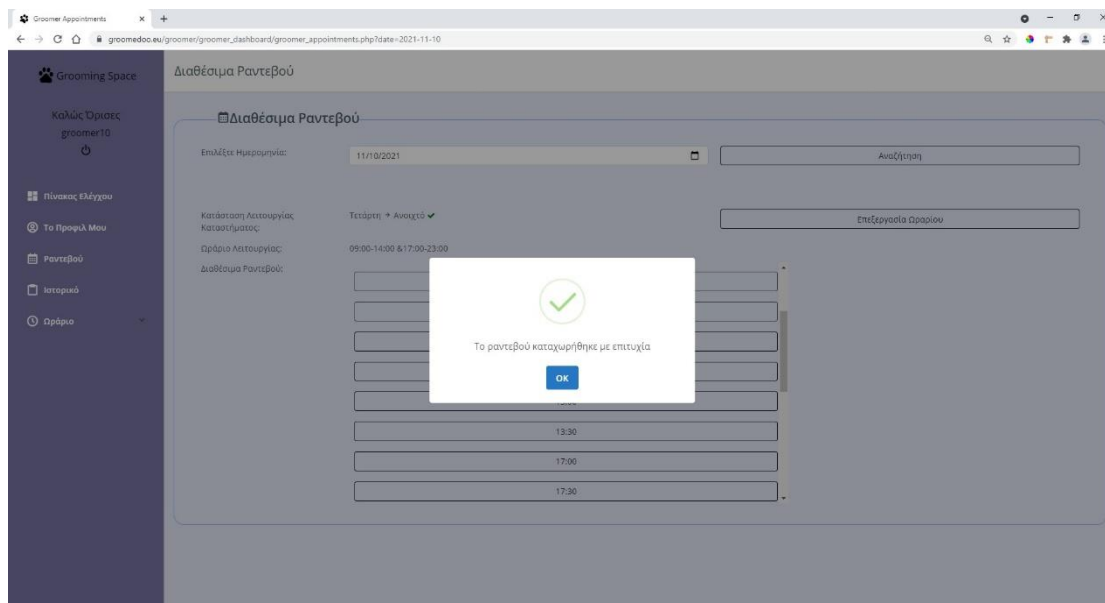 Groomer Appointments
groomedoo.eu/groomer/groomer_dashboard/groomer_appointments.php?date=2021-11-10
Grooming Space
Διαθέσιμα Ραντεβού
Καλώς Όρισες
groomer10
Πίνακας Ελέγχου
Το Προφιλ Μου
Ραντεβού
Ιστορικό
Ωράριο
Διαθέσιμα Ραντεβού
Επιλέξτε Ημερομηνία:
11/10/2021
Αναζήτηση
Κατάσταση Λειτουργίας
Καταστήματος:
Τετάρτη → Ανοιχτό ✔
Επεξεργασία Ωραρίου
Ωράριο Λειτουργίας:
09:00-14:00 &17:00-23:00
Διαθέσιμα Ραντεβού:
Το ραντεβού καταχωρήθηκε με επιτυχία
OK
13:30
17:00
17:30